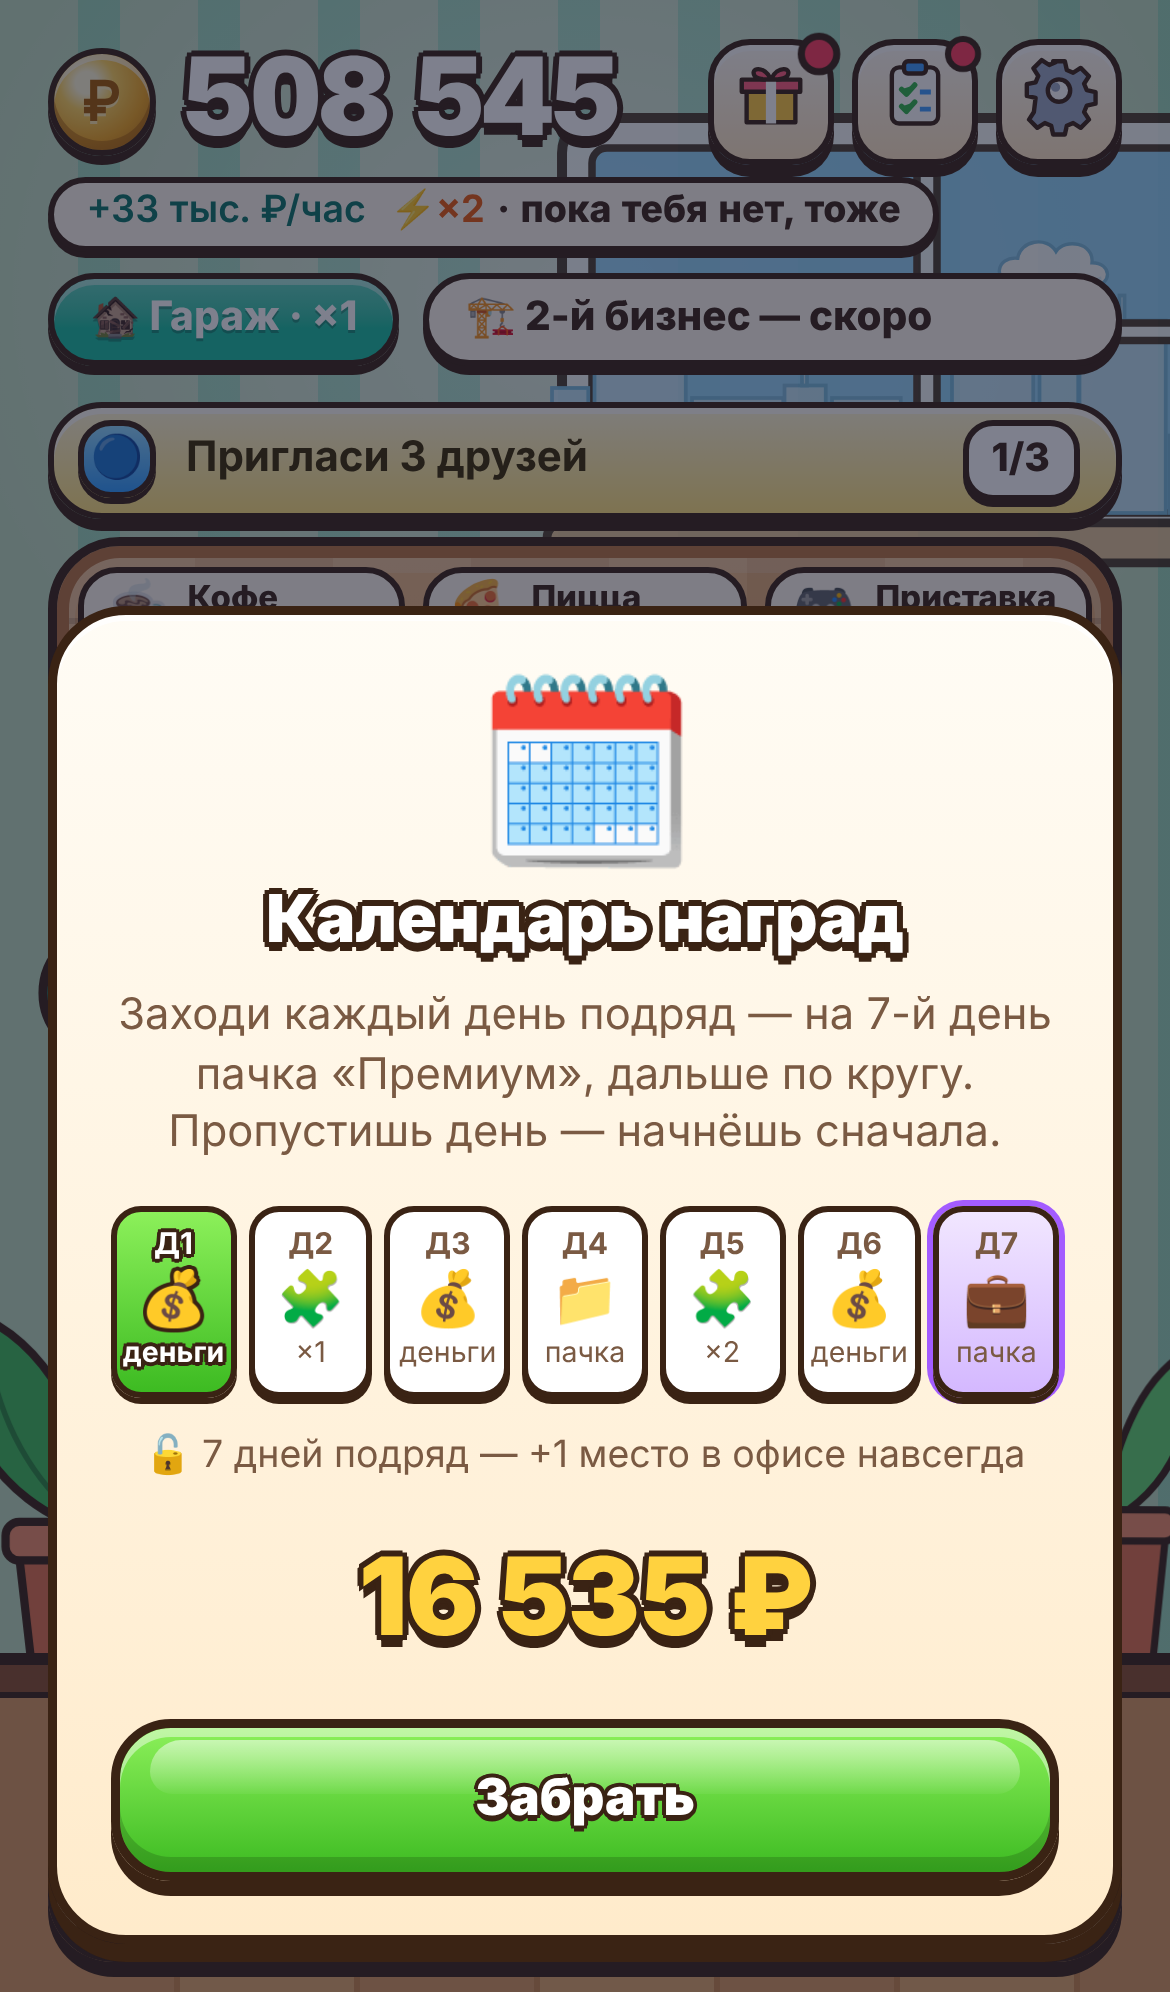 ₽ 508 545
+33 тыс. ₽/час ⚡×2 · пока тебя нет, тоже
Гараж · ×1
2-й бизнес — скоро
Пригласи 3 друзей 1/3
Кофе Пицца Приставка
Календарь наград
Заходи каждый день подряд — на 7-й день
пачка «Премиум», дальше по кругу.
Пропустишь день — начнёшь сначала.
Д1 Д2 Д3 Д4 Д5 Д6 Д7
деньги ×1 деньги пачка ×2 деньги пачка
7 дней подряд — +1 место в офисе навсегда
16 535 ₽
Забрать